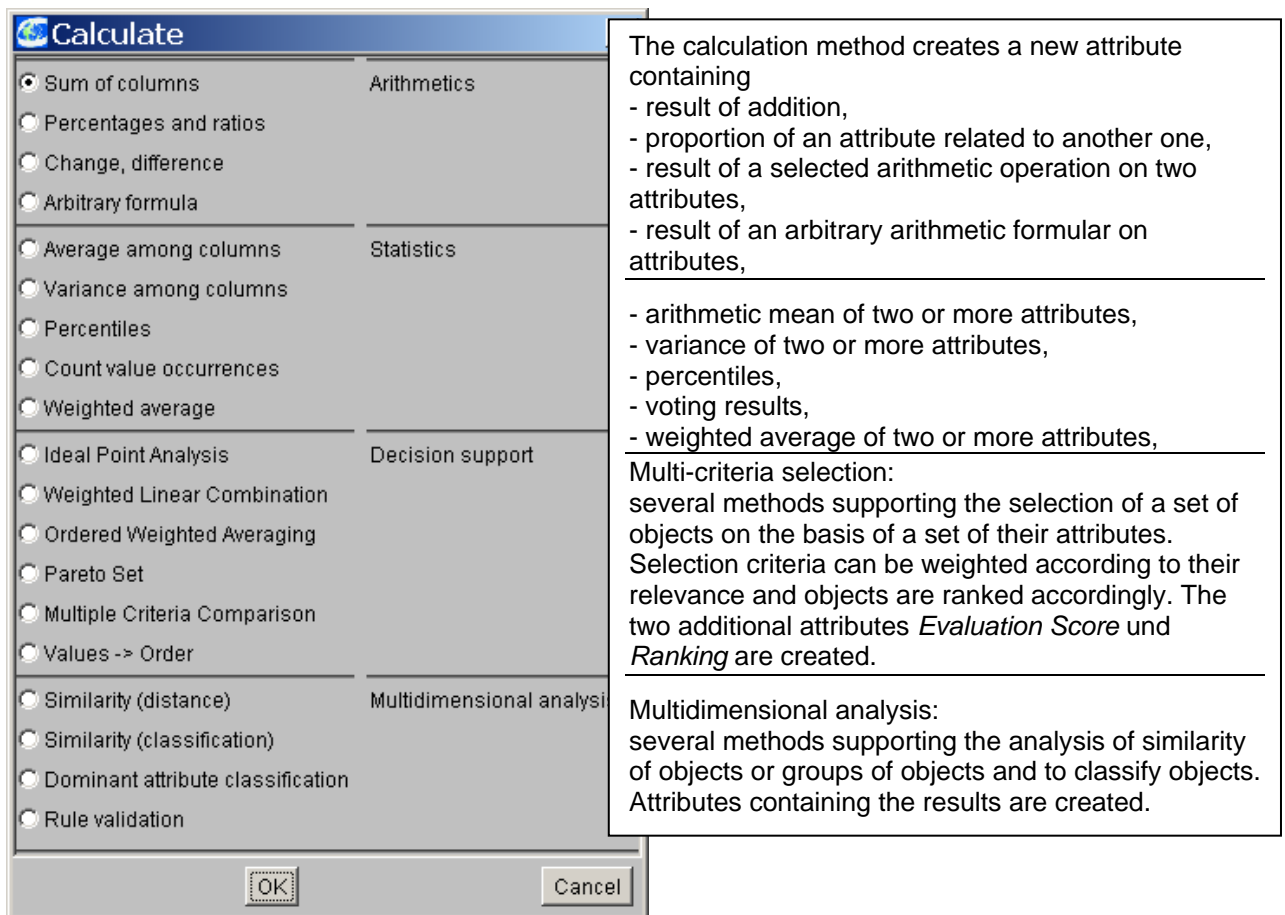 Calculate
Sum of columns Arithmetics
Percentages and ratios
Change, difference
Arbitrary formula
Average among columns Statistics
Variance among columns
Percentiles
Count value occurrences
Weighted average
Ideal Point Analysis Decision support
Weighted Linear Combination
Ordered Weighted Averaging
Pareto Set
Multiple Criteria Comparison
Values -> Order
Similarity (distance) Multidimensional analysis
Similarity (classification)
Dominant attribute classification
Rule validation
OK Cancel
The calculation method creates a new attribute
containing
- result of addition,
- proportion of an attribute related to another one,
- result of a selected arithmetic operation on two
attributes,
- result of an arbitrary arithmetic formular on
attributes,
- arithmetic mean of two or more attributes,
- variance of two or more attributes,
- percentiles,
- voting results,
- weighted average of two or more attributes,
Multi-criteria selection:
several methods supporting the selection of a set of
objects on the basis of a set of their attributes.
Selection criteria can be weighted according to their
relevance and objects are ranked accordingly. The
two additional attributes Evaluation Score und
Ranking are created.
Multidimensional analysis:
several methods supporting the analysis of similarity
of objects or groups of objects and to classify objects.
Attributes containing the results are created.